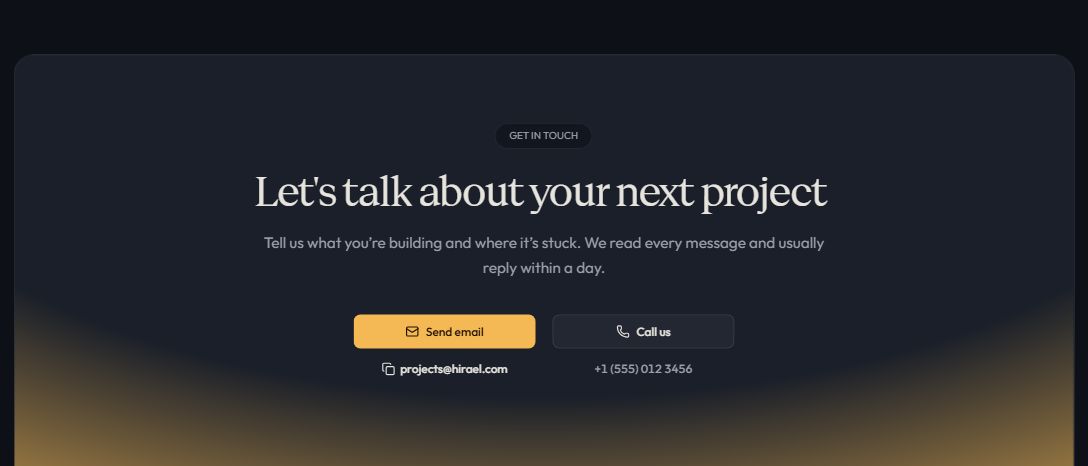 GET IN TOUCH
Let's talk about your next project
Tell us what you’re building and where it’s stuck. We read every message and usually
reply within a day.
Send email
Call us
projects@hirael.com
+1 (555) 012 3456